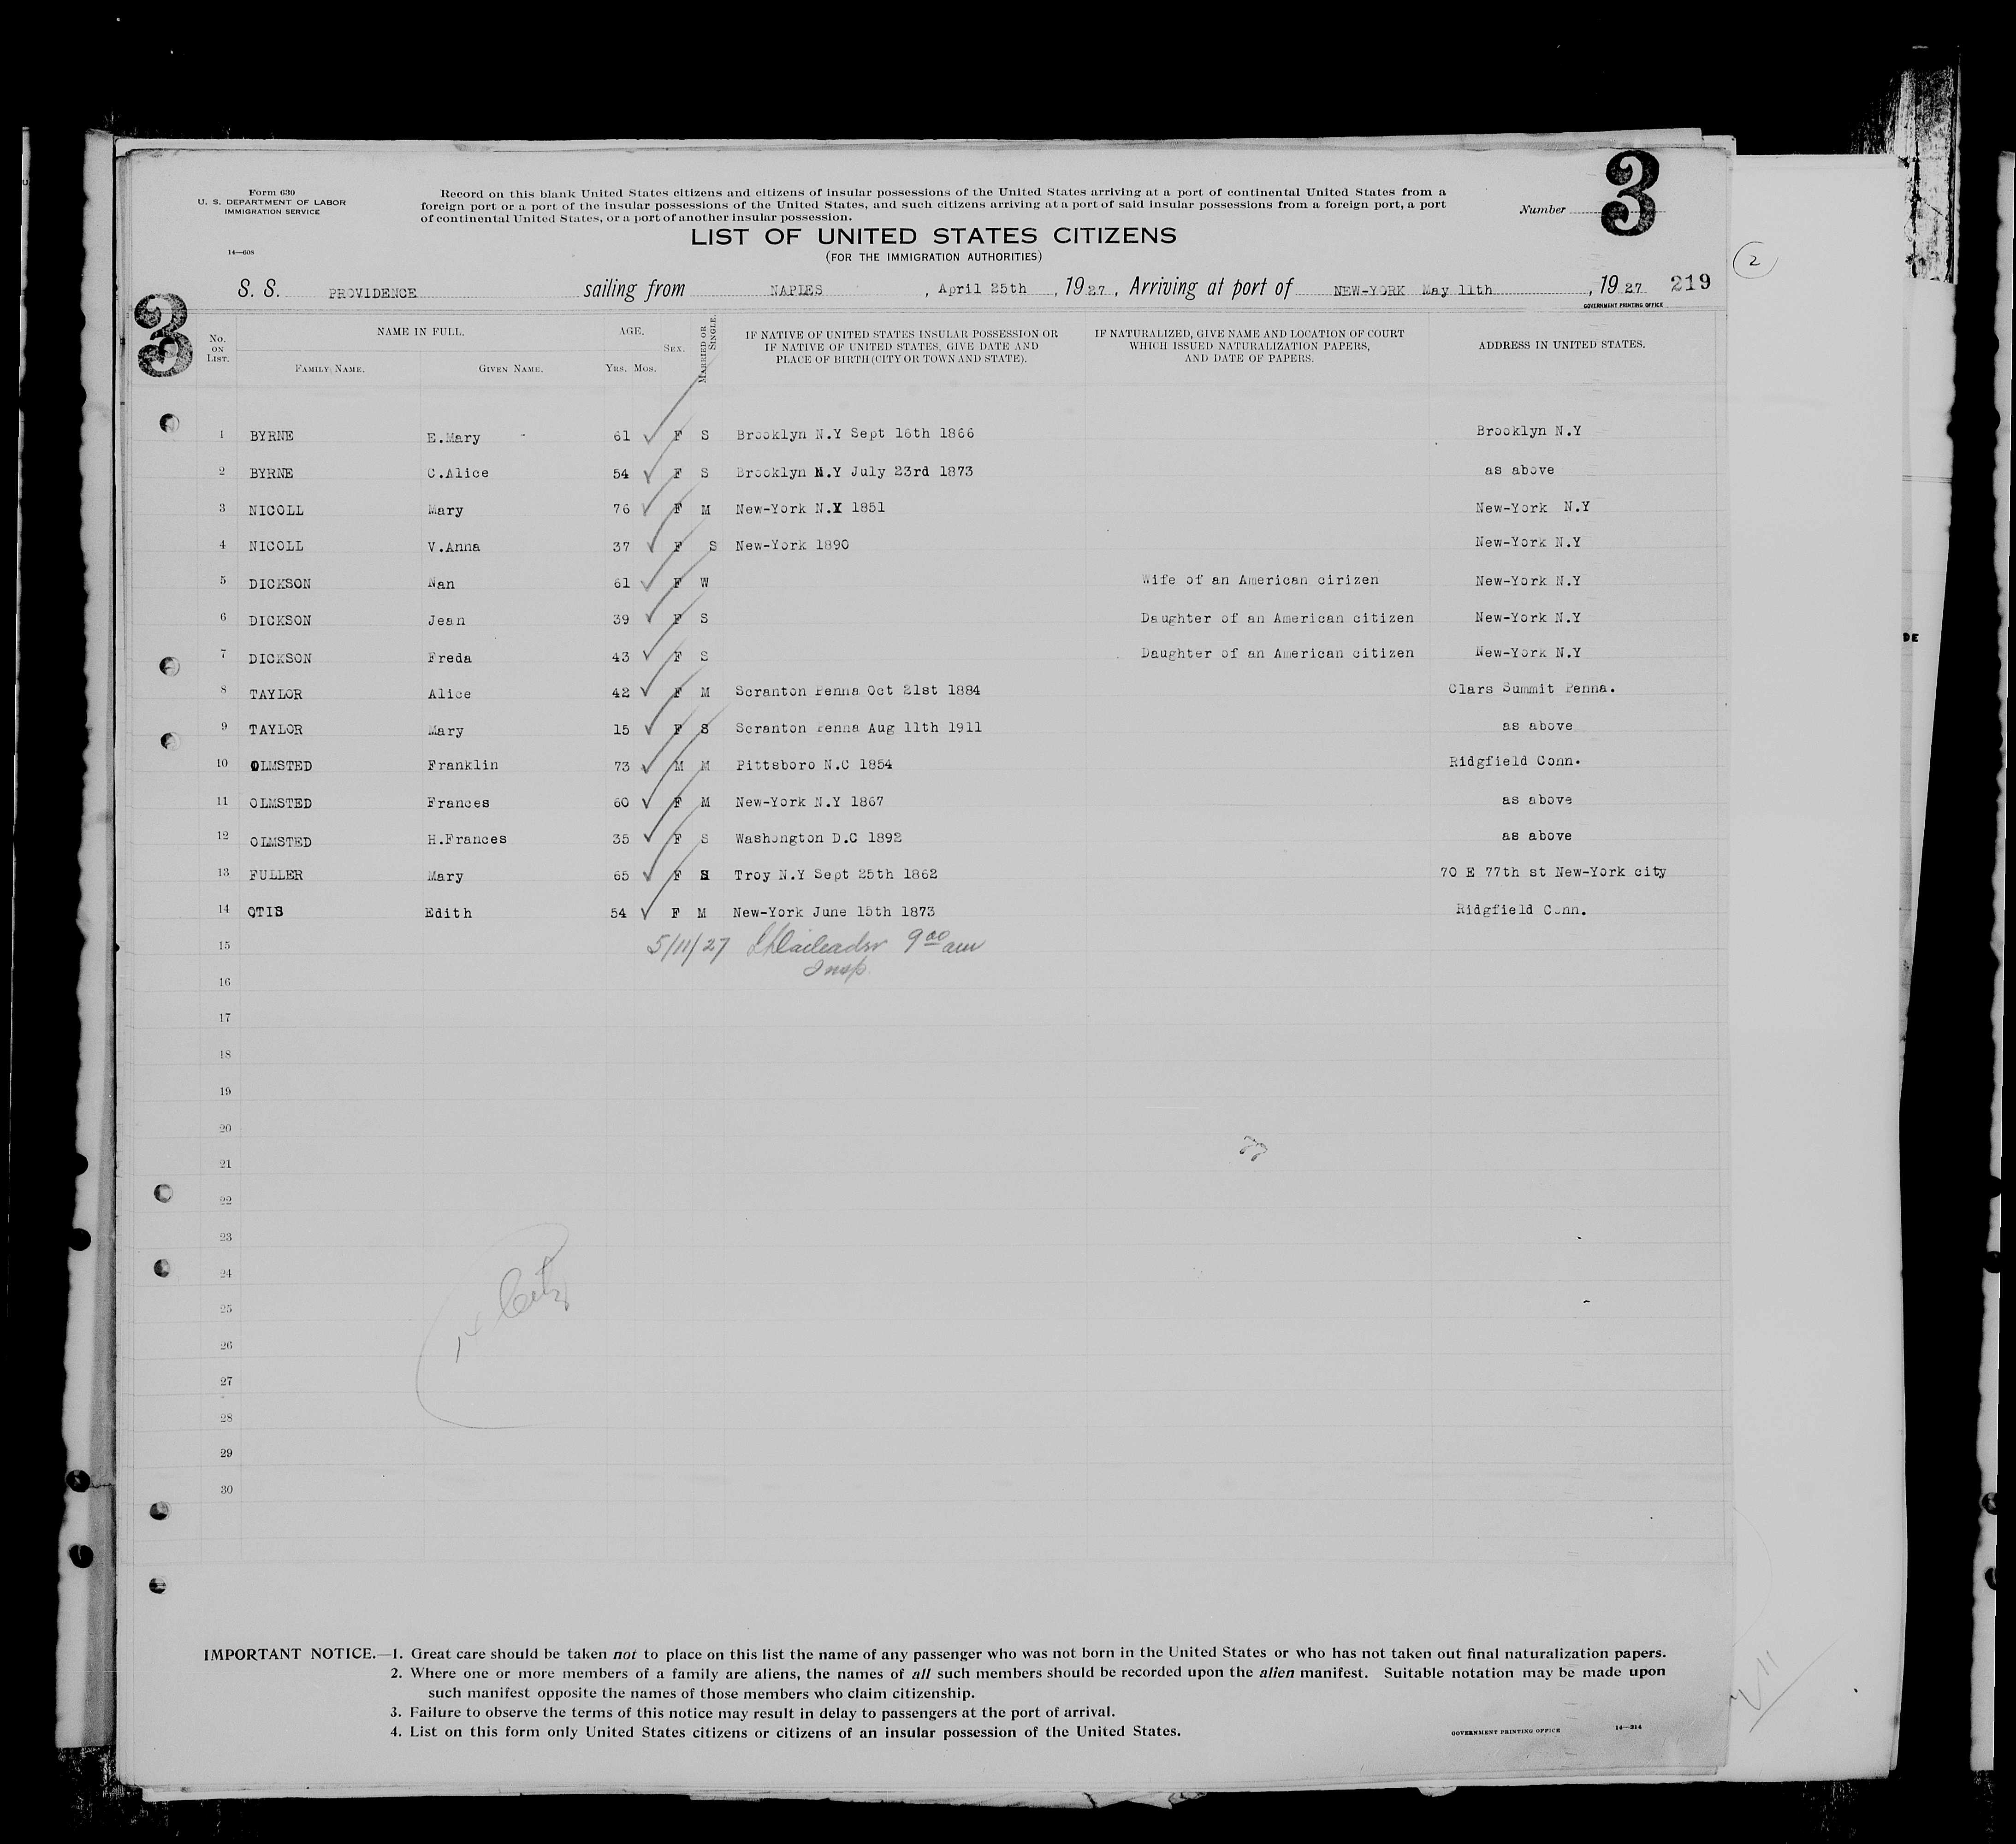 3
Form 630
U. S. DEPARTMENT OF LABOR
IMMIGRATION SERVICE
14—608
Record on this blank United States citizens and citizens of insular possessions of the United States arriving at a port of continental United States from a
foreign port or a port of the insular possessions of the United States, and such citizens arriving at a port of said insular possessions from a foreign port, a port
of continental United States, or a port of another insular possession.
Number
LIST OF UNITED STATES CITIZENS
(FOR THE IMMIGRATION AUTHORITIES)
2
S. S. PROVIDENCE sailing from NAPLES, April 25th, 1927, Arriving at port of NEW-YORK May 11th, 1927 219
GOVERNMENT PRINTING OFFICE
3
No. ON LIST. NAME IN FULL. FAMILY NAME. GIVEN NAME. AGE. YRS. MOS. SEX. MARRIED OR SINGLE. IF NATIVE OF UNITED STATES INSULAR POSSESSION OR IF NATIVE OF UNITED STATES, GIVE DATE AND PLACE OF BIRTH (CITY OR TOWN AND STATE). IF NATURALIZED, GIVE NAME AND LOCATION OF COURT WHICH ISSUED NATURALIZATION PAPERS, AND DATE OF PAPERS. ADDRESS IN UNITED STATES.
1 BYRNE E.Mary - 61 F S Brooklyn N.Y Sept 16th 1866 Brooklyn N.Y
2 BYRNE C.Alice 54 F S Brooklyn N.Y July 23rd 1873 as above
3 NICOLL Mary 76 F M New-York N.Y 1851 New-York N.Y
4 NICOLL V.Anna 37 F S New-York 1890 New-York N.Y
5 DICKSON Nan 61 F W Wife of an American cirizen New-York N.Y
6 DICKSON Jean 39 F S Daughter of an American citizen New-York N.Y
7 DICKSON Freda 43 F S Daughter of an American citizen New-York N.Y
8 TAYLOR Alice 42 F M Scranton Penna Oct 21st 1884 Clars Summit Penna.
9 TAYLOR Mary 15 F S Scranton Penna Aug 11th 1911 as above
10 OLMSTED Franklin 73 M M Pittsboro N.C 1854 Ridgfield Conn.
11 OLMSTED Frances 60 F M New-York N.Y 1867 as above
12 OLMSTED H.Frances 35 F S Washongton D.C 1892 as above
13 FULLER Mary 65 F S Troy N.Y Sept 25th 1862 70 E 77th st New-York city
14 OTIS Edith 54 F M New-York June 15th 1873 Ridgfield Conn.
15 5/11/27 9 00 am
Insp.
16
17
18
19
20
21
22
23
24
25
26
27
28
29
30
14 Citz
IMPORTANT NOTICE.—1. Great care should be taken not to place on this list the name of any passenger who was not born in the United States or who has not taken out final naturalization papers.
2. Where one or more members of a family are aliens, the names of all such members should be recorded upon the alien manifest. Suitable notation may be made upon
such manifest opposite the names of those members who claim citizenship.
3. Failure to observe the terms of this notice may result in delay to passengers at the port of arrival.
4. List on this form only United States citizens or citizens of an insular possession of the United States.
GOVERNMENT PRINTING OFFICE 14—314